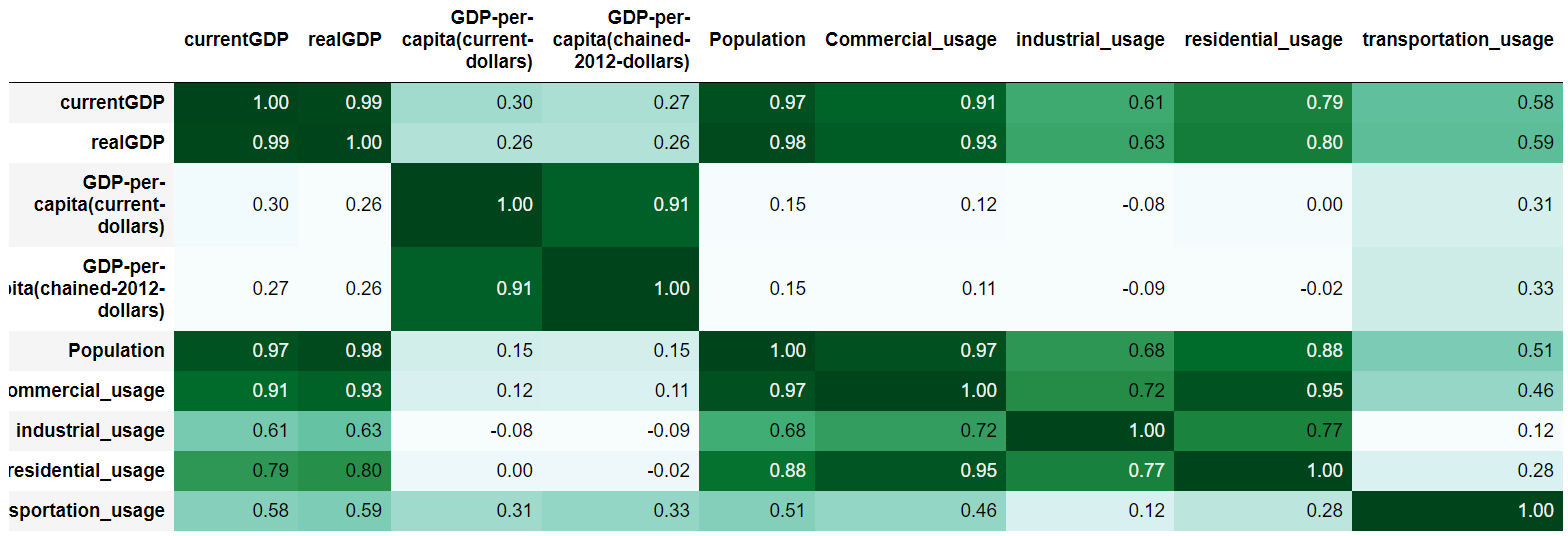 currentGDP realGDP GDP-per-capita(current-dollars) GDP-per-capita(chained-2012-dollars) Population Commercial_usage industrial_usage residential_usage transportation_usage
currentGDP 1.00 0.99 0.30 0.27 0.97 0.91 0.61 0.79 0.58
realGDP 0.99 1.00 0.26 0.26 0.98 0.93 0.63 0.80 0.59
GDP-per-
capita(current-
dollars) 0.30 0.26 1.00 0.91 0.15 0.12 -0.08 0.00 0.31
GDP-per-
pita(chained-2012-
dollars) 0.27 0.26 0.91 1.00 0.15 0.11 -0.09 -0.02 0.33
Population 0.97 0.98 0.15 0.15 1.00 0.97 0.68 0.88 0.51
ommercial_usage 0.91 0.93 0.12 0.11 0.97 1.00 0.72 0.95 0.46
industrial_usage 0.61 0.63 -0.08 -0.09 0.68 0.72 1.00 0.77 0.12
residential_usage 0.79 0.80 0.00 -0.02 0.88 0.95 0.77 1.00 0.28
sportation_usage 0.58 0.59 0.31 0.33 0.51 0.46 0.12 0.28 1.00